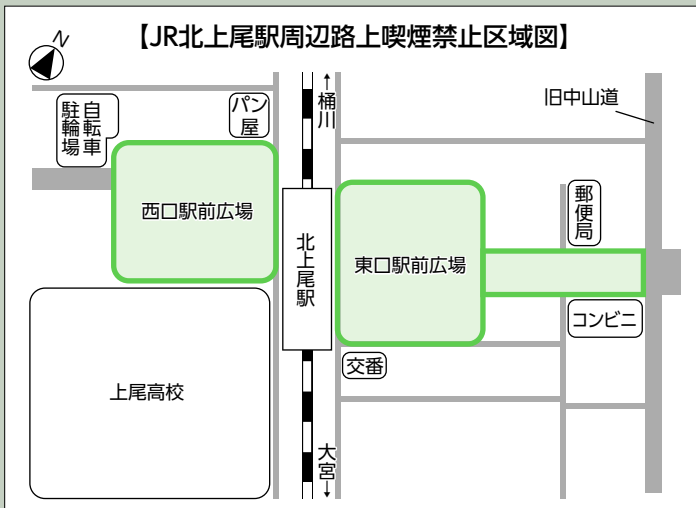 【JR北上尾駅周辺路上喫煙禁止区域図】
N
自転車
駐輪場
パン
屋
↑桶川
旧中山道
西口駅前広場
北上尾駅
東口駅前広場
郵便局
コンビニ
交番
上尾高校
大宮↓